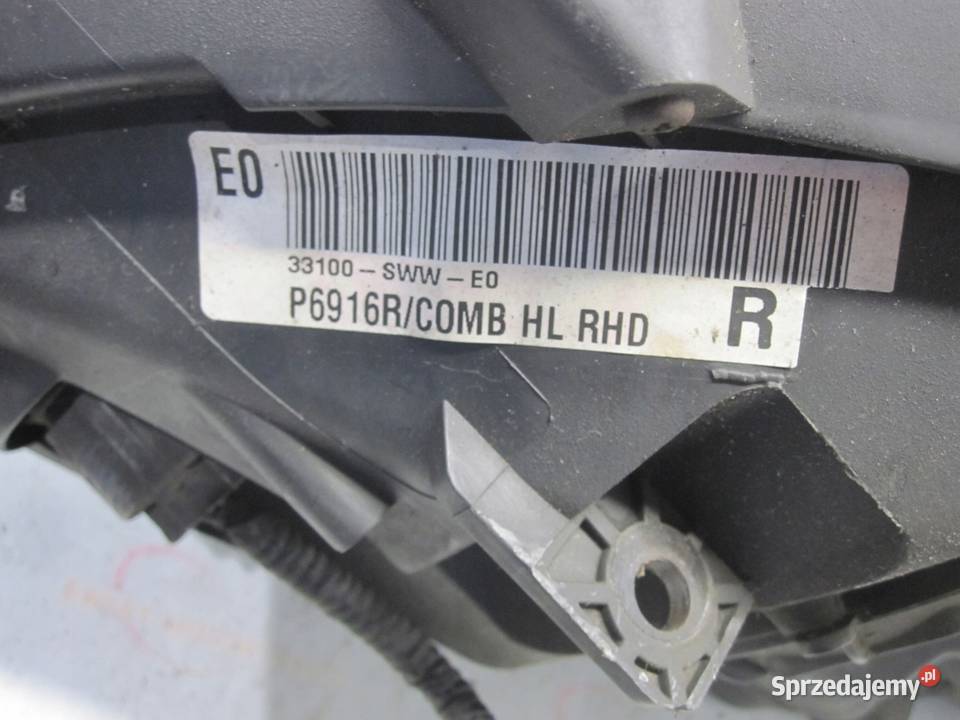 E0
33100-SWW-E0
P6916R/COMB HL RHD R
Sprzedajemy.pl